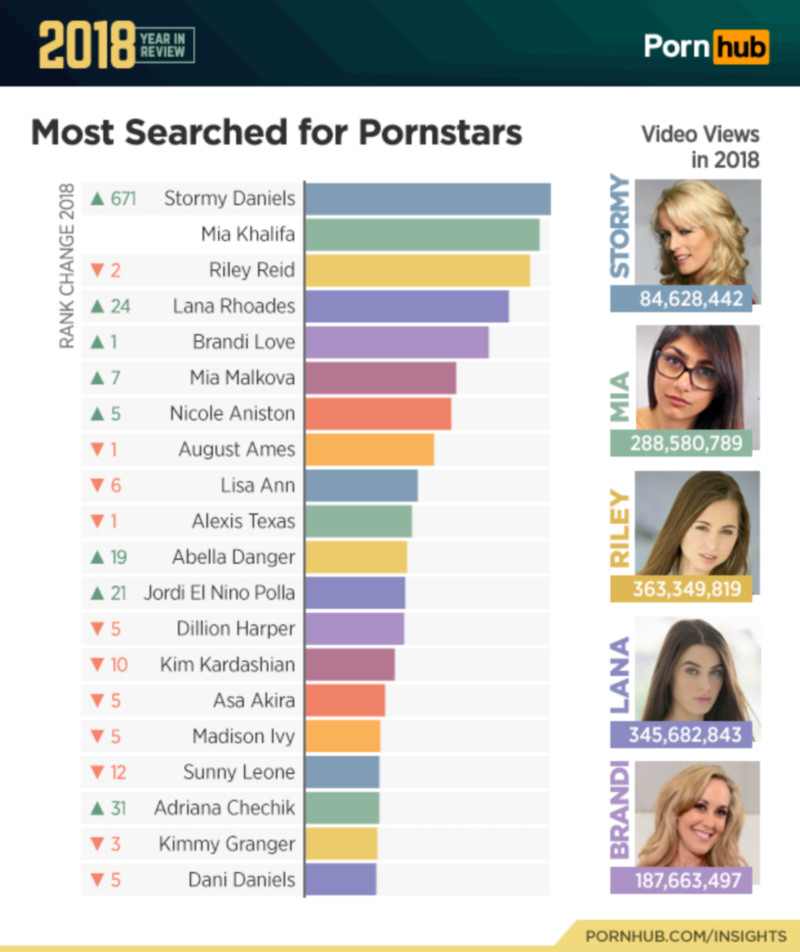 2018 YEAR IN REVIEW
Porn hub
Most Searched for Pornstars
Video Views in 2018
RANK CHANGE 2018
▲ 671 Stormy Daniels
Mia Khalifa
▼ 2 Riley Reid
▲ 24 Lana Rhoades
▲ 1 Brandi Love
▲ 7 Mia Malkova
▲ 5 Nicole Aniston
▼ 1 August Ames
▼ 6 Lisa Ann
▼ 1 Alexis Texas
▲ 19 Abella Danger
▲ 21 Jordi El Nino Polla
▼ 5 Dillion Harper
▼ 10 Kim Kardashian
▼ 5 Asa Akira
▼ 5 Madison Ivy
▼ 12 Sunny Leone
▲ 31 Adriana Chechik
▼ 3 Kimmy Granger
▼ 5 Dani Daniels
STORMY
84,628,442
MIA
288,580,789
RILEY
363,349,819
LANA
345,682,843
BRANDI
187,663,497
PORNHUB.COM/INSIGHTS